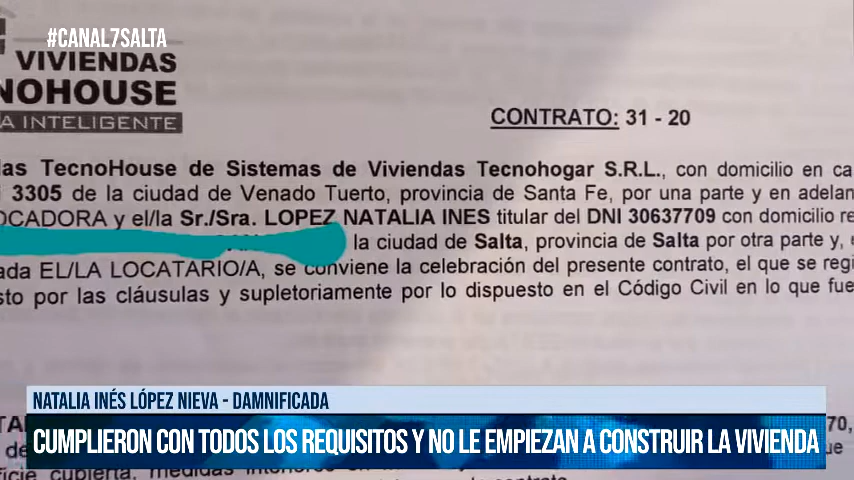 #CANAL7SALTA
VIVIENDAS
NOHOUSE
A INTELIGENTE
CONTRATO: 31 - 20
las TecnoHouse de Sistemas de Viviendas Tecnohogar S.R.L., con domicilio en ca
3305 de la ciudad de Venado Tuerto, provincia de Santa Fe, por una parte y en adelan
OCADORA y el/la Sr./Sra. LOPEZ NATALIA INES titular del DNI 30637709 con domicilio re
la ciudad de Salta, provincia de Salta por otra parte y,
ada EL/LA LOCATARIO/A, se conviene la celebración del presente contrato, el que se regi
sto por las cláusulas y supletoriamente por lo dispuesto en el Código Civil en lo que fue
NATALIA INÉS LÓPEZ NIEVA - DAMNIFICADA
CUMPLIERON CON TODOS LOS REQUISITOS Y NO LE EMPIEZAN A CONSTRUIR LA VIVIENDA